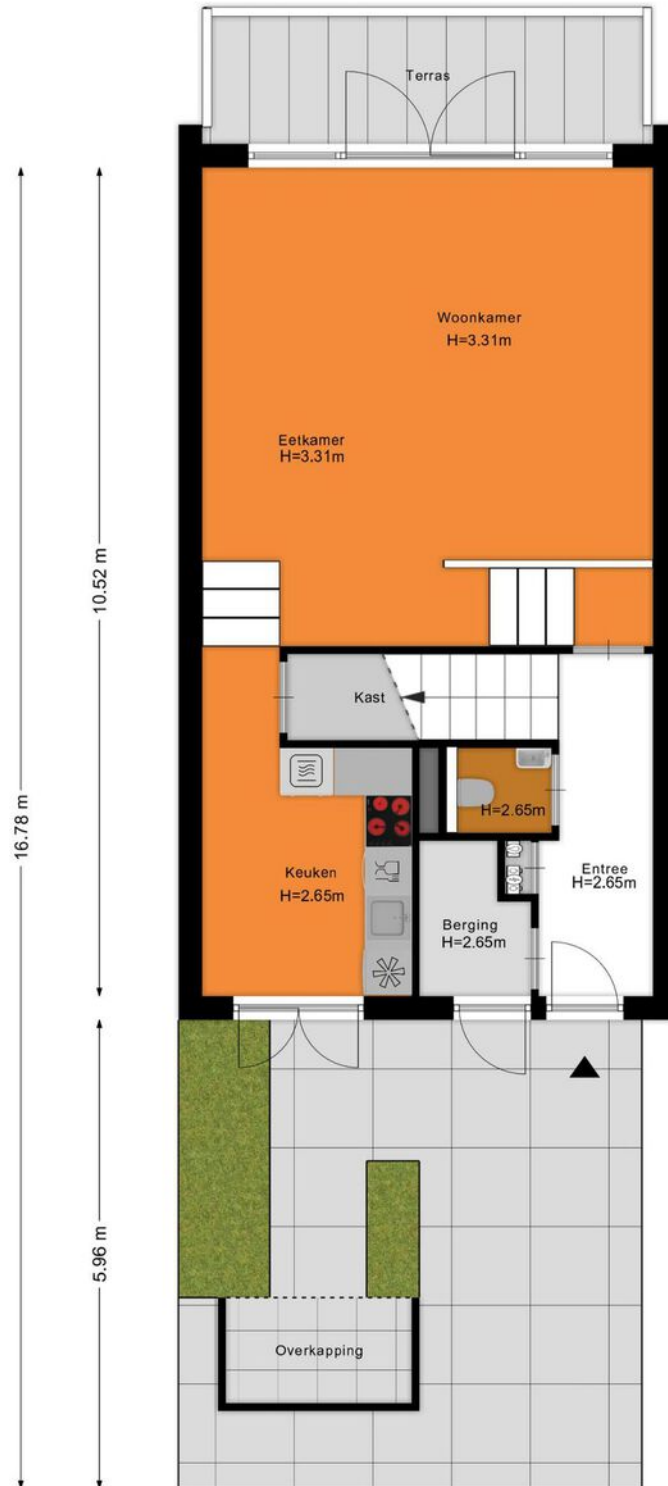 Terras
Woonkamer
H=3.31m
Eetkamer
H=3.31m
10.52 m
Kast
16.78 m
H=2.65m
Keuken
H=2.65m
Entree
H=2.65m
Berging
H=2.65m
5.96 m
Overkapping